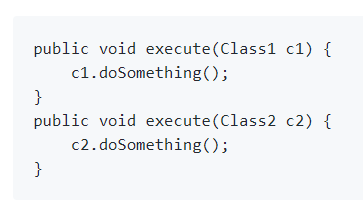 public void execute(Class1 c1) {
    c1.doSomething();
}
public void execute(Class2 c2) {
    c2.doSomething();
}